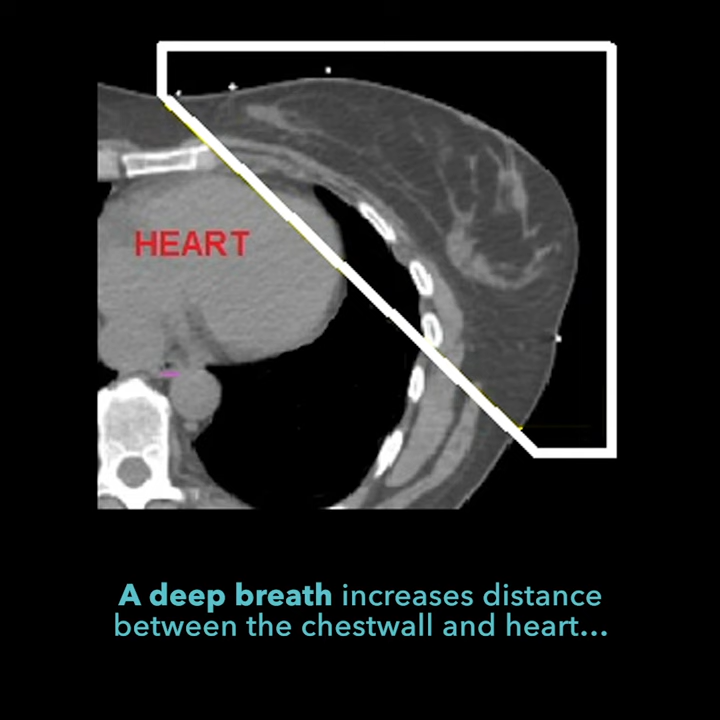 HEART
A deep breath increases distance
between the chestwall and heart...